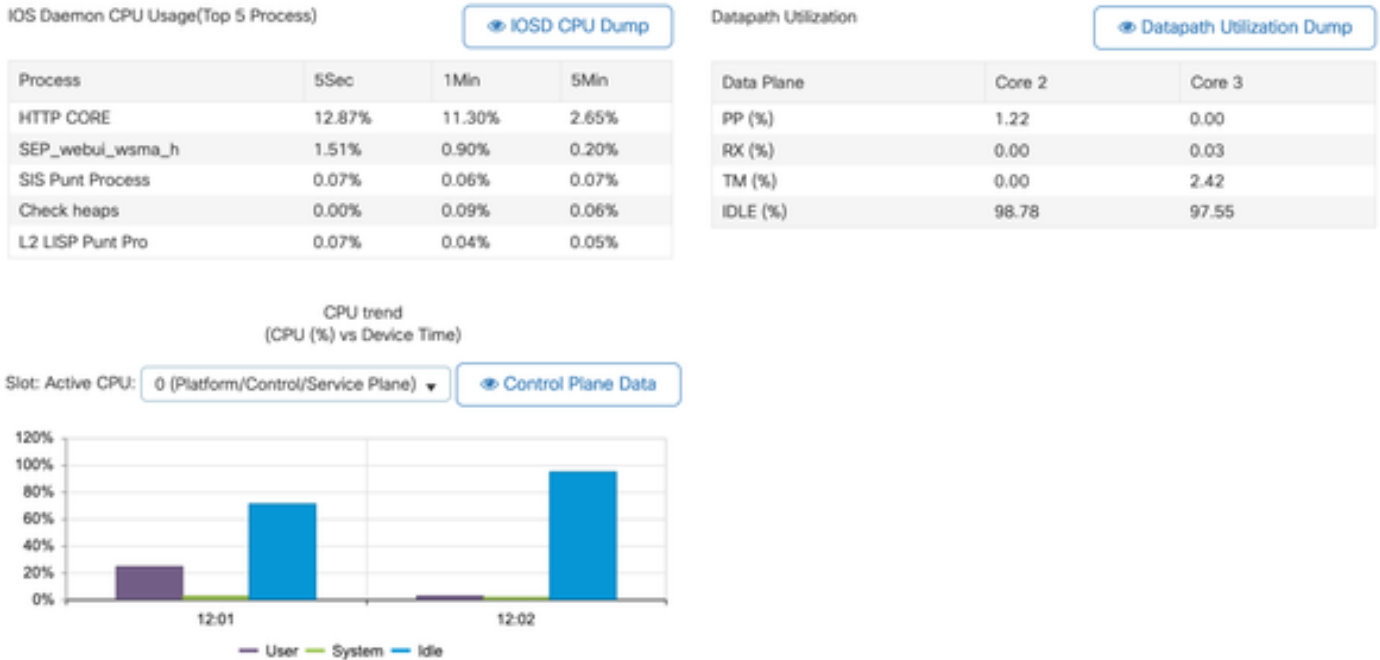 IOS Daemon CPU Usage(Top 5 Process)
IOSD CPU Dump
Process 5Sec 1Min 5Min
HTTP CORE 12.87% 11.30% 2.65%
SEP_webui_wsma_h 1.51% 0.90% 0.20%
SIS Punt Process 0.07% 0.06% 0.07%
Check heaps 0.00% 0.09% 0.06%
L2 LISP Punt Pro 0.07% 0.04% 0.05%
Datapath Utilization
Datapath Utilization Dump
Data Plane Core 2 Core 3
PP (%) 1.22 0.00
RX (%) 0.00 0.03
TM (%) 0.00 2.42
IDLE (%) 98.78 97.55
CPU trend
(CPU (%) vs Device Time)
Slot: Active CPU: 0 (Platform/Control/Service Plane)
Control Plane Data
120%
100%
80%
60%
40%
20%
0%
12:01 12:02
User System Idle